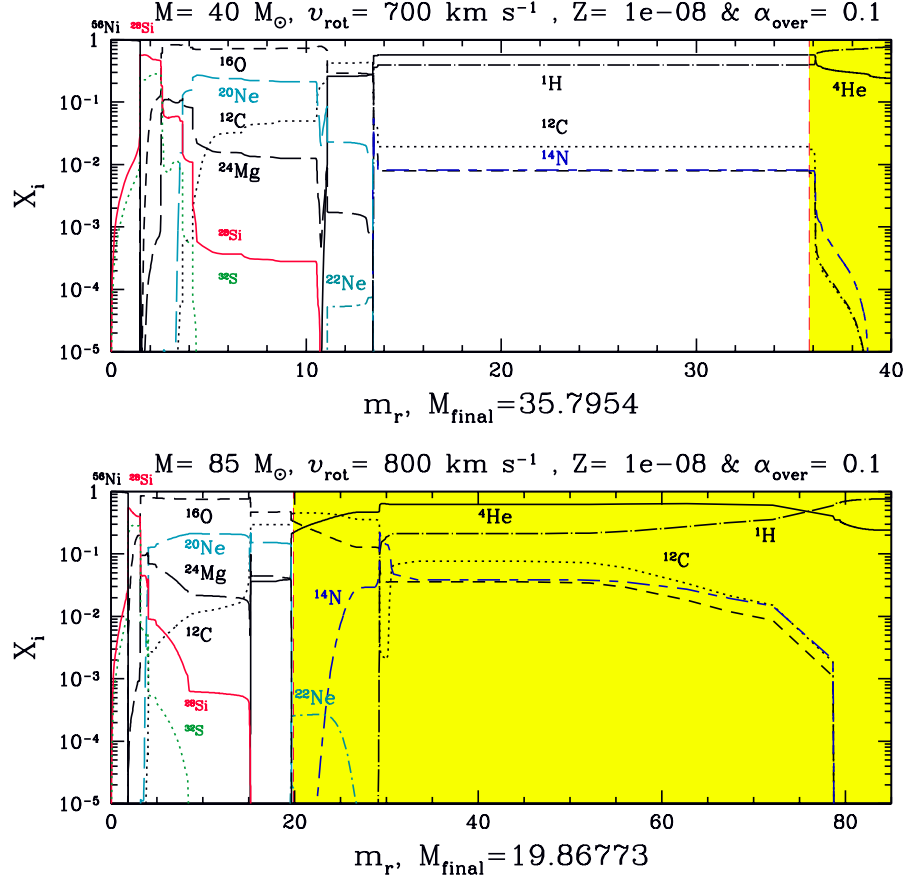 M= 40 M☉, υrot= 700 km s⁻¹ , Z= 1e-08 & αover= 0.1
⁵⁶Ni ²⁸Si
1
¹⁶O
²⁰Ne
¹H
⁴He
10⁻¹
¹²C
¹²C
²⁴Mg
¹⁴N
10⁻²
Xi
10⁻³
²⁸Si
³²S
²²Ne
10⁻⁴
10⁻⁵
0 10 20 30 40
mr, Mfinal=35.7954
M= 85 M☉, υrot= 800 km s⁻¹ , Z= 1e-08 & αover= 0.1
⁵⁶Ni ²⁸Si
1
¹⁶O
⁴He
¹H
²⁰Ne
10⁻¹
²⁴Mg
¹²C
¹⁴N
10⁻²
¹²C
Xi
10⁻³
²⁸Si
²²Ne
³²S
10⁻⁴
10⁻⁵
0 20 40 60 80
mr, Mfinal=19.86773